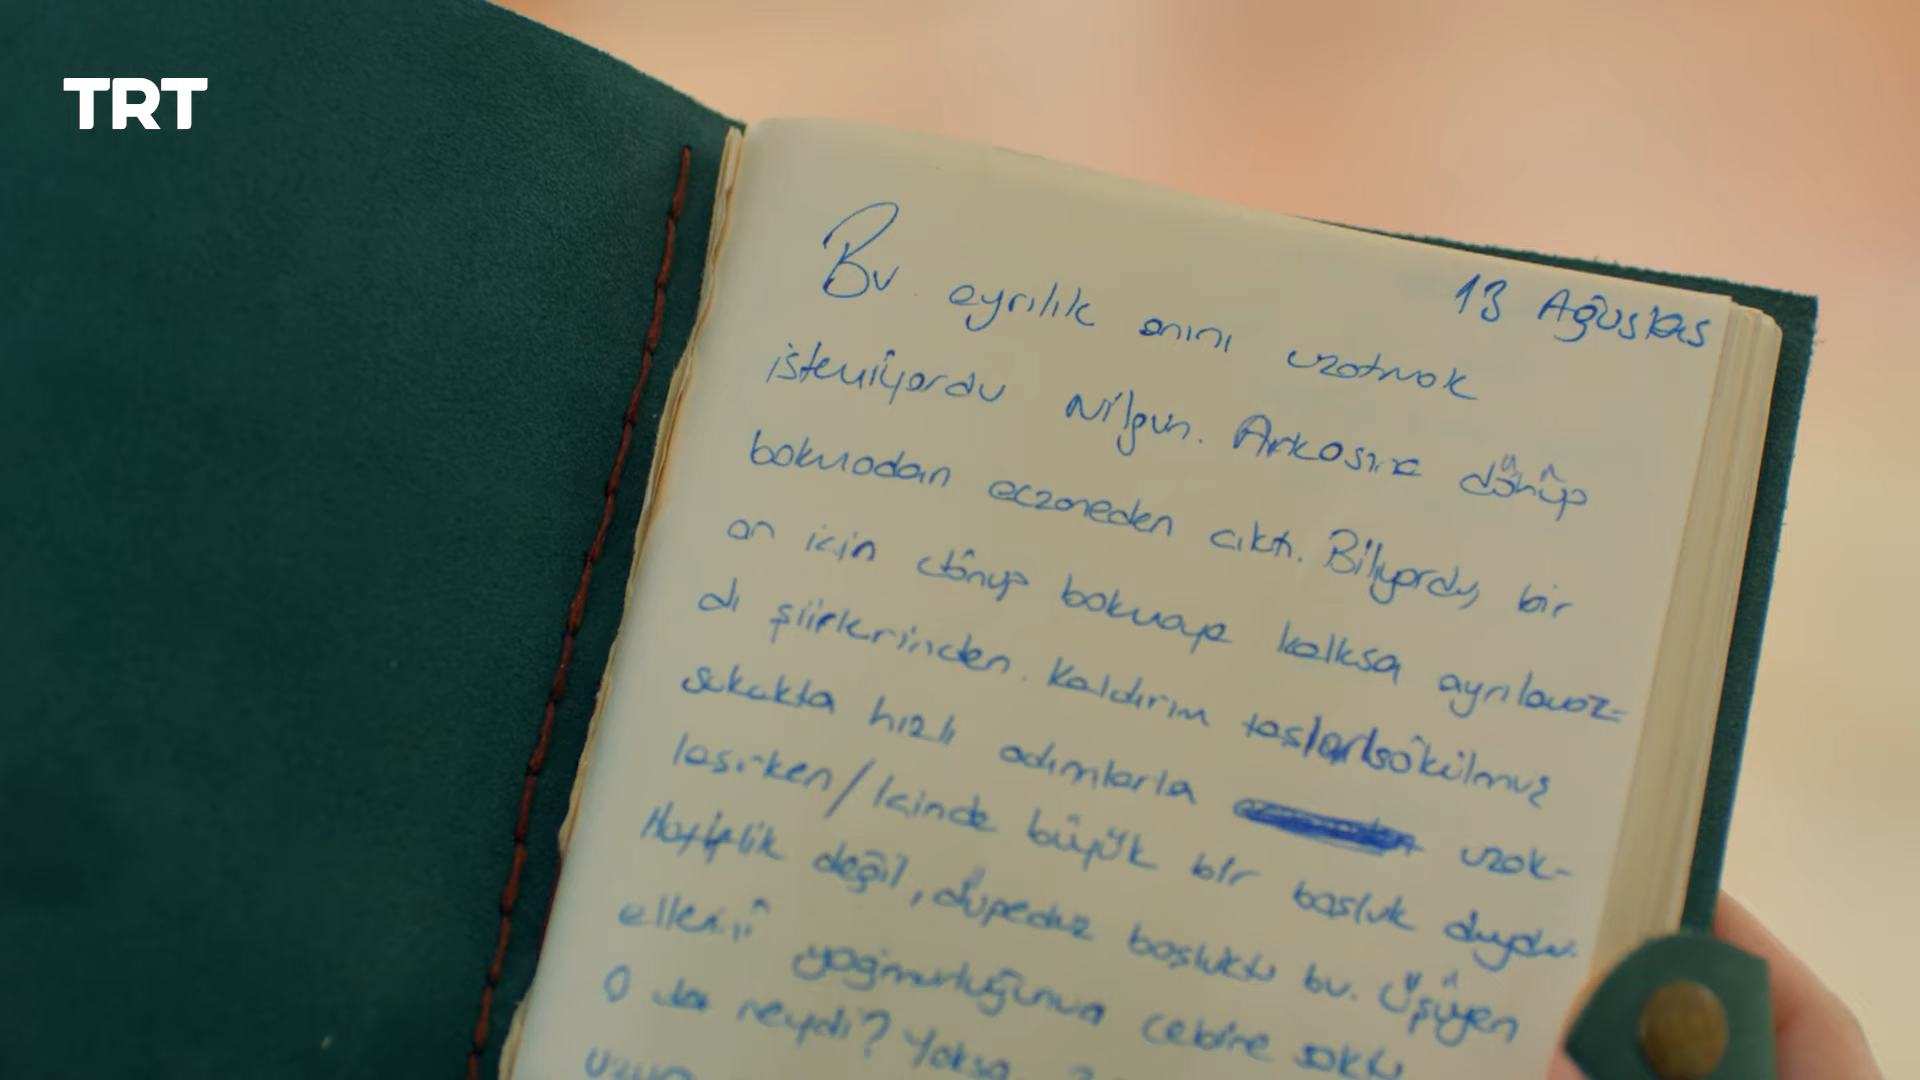 TRT
13 Ağustos
Bu ayrılık anını uzatmak
istemiyordu Nilgün. Arkasına dönüp
bakmadan eczaneden çıktı. Biliyordu, bir
an için dönüp bakmaya kalksa ayrılamaz-
dı şiirlerinden. Kaldırım taşları sökülmüş
sokakta hızlı adımlarla uzak-
laşırken/İçinde büyük bir boşluk duydu.
Hafiflik değil, düpedüz boşluktu bu. Üşüyen
ellerini yağmurluğunun cebine soktu
O da neydi? Yoksa